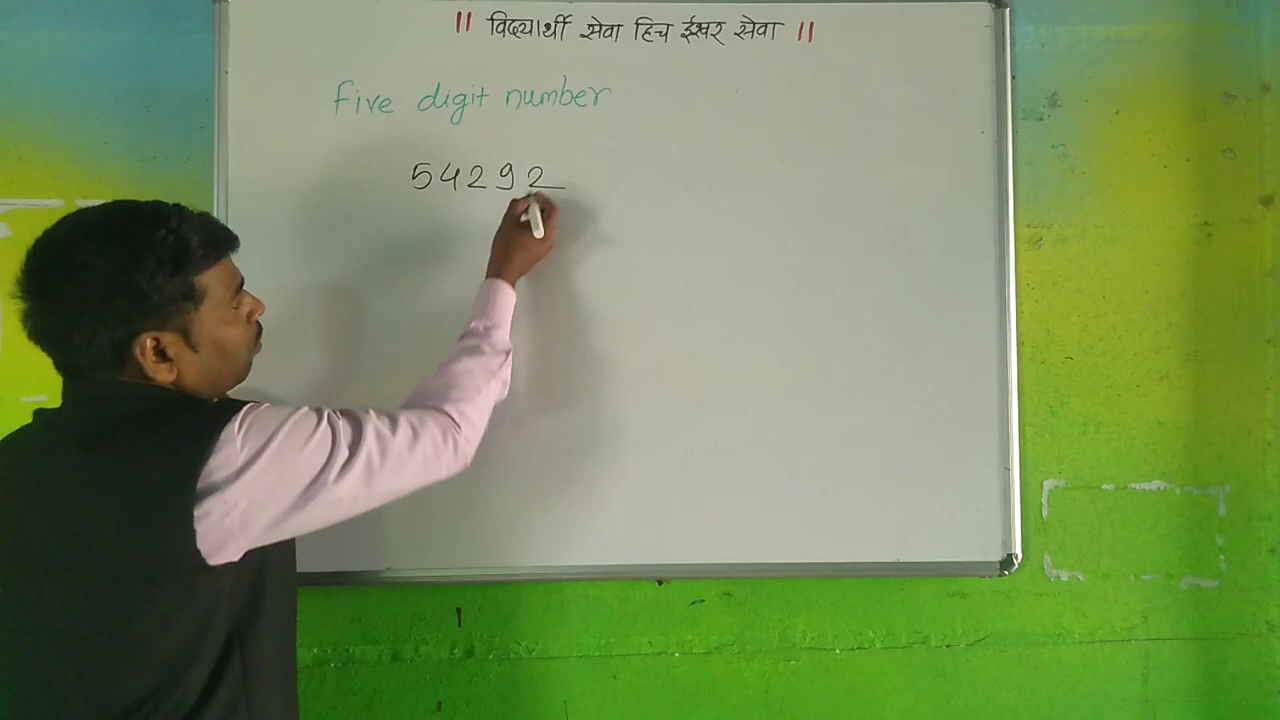 ॥ विद्यार्थी सेवा हिच ईश्वर सेवा ॥
five digit number
54292